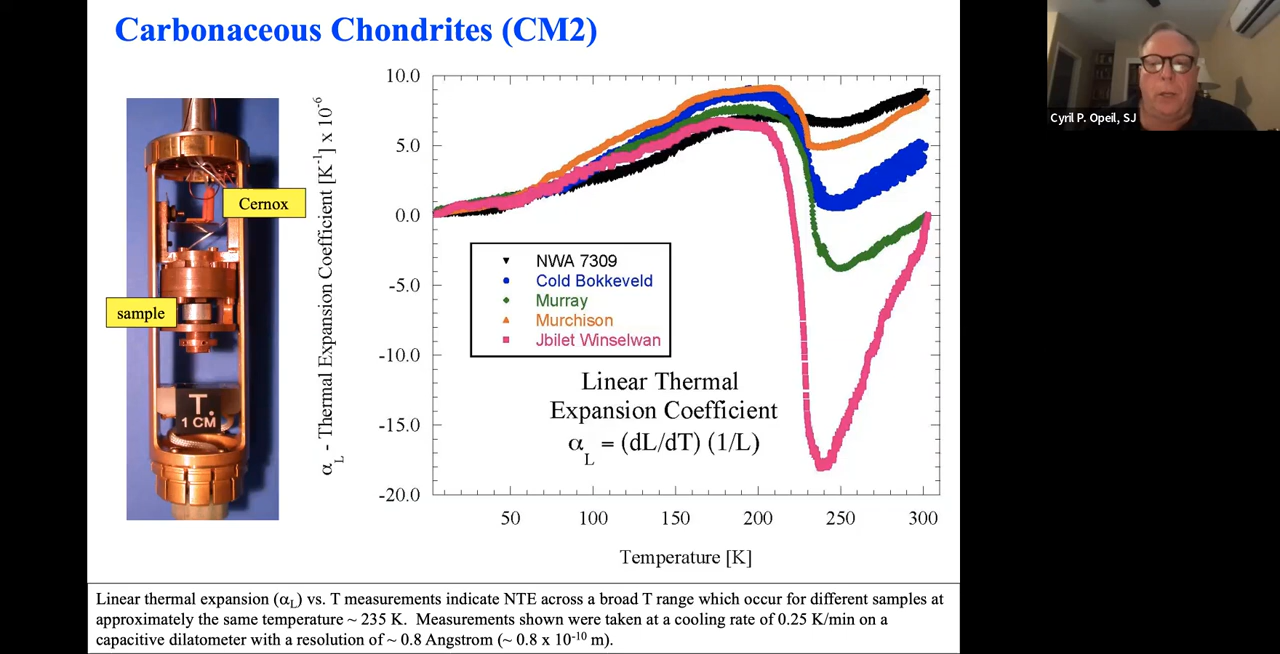 Carbonaceous Chondrites (CM2)
Cernox
sample
T.
1 CM
α_L - Thermal Expansion Coefficient [K⁻¹] x 10⁻⁶
10.0
5.0
0.0
-5.0
-10.0
-15.0
-20.0
NWA 7309
Cold Bokkeveld
Murray
Murchison
Jbilet Winselwan
Linear Thermal
Expansion Coefficient
α_L = (dL/dT) (1/L)
50 100 150 200 250 300
Temperature [K]
Linear thermal expansion (α_L) vs. T measurements indicate NTE across a broad T range which occur for different samples at
approximately the same temperature ~ 235 K. Measurements shown were taken at a cooling rate of 0.25 K/min on a
capacitive dilatometer with a resolution of ~ 0.8 Angstrom (~ 0.8 x 10⁻¹⁰ m).
Cyril P. Opeil, SJ